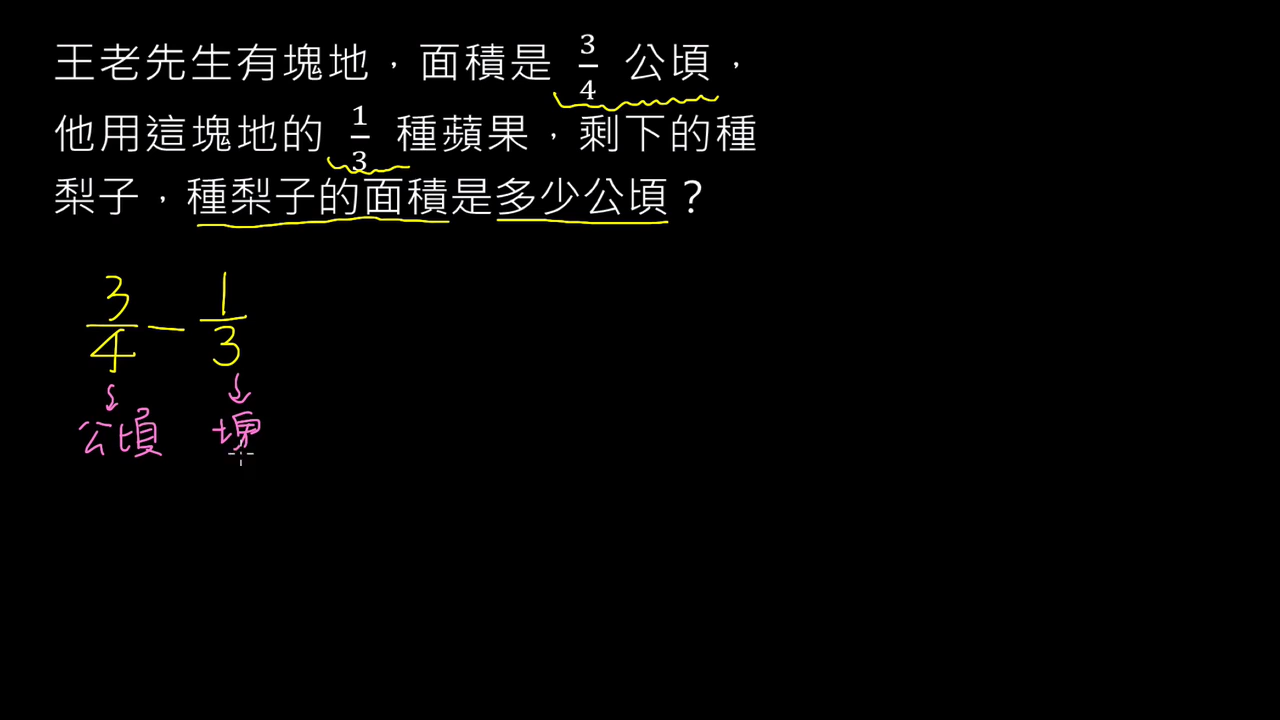 王老先生有塊地，面積是 3/4 公頃，
他用這塊地的 1/3 種蘋果，剩下的種
梨子，種梨子的面積是多少公頃？
3/4 − 1/3
公頃 塊